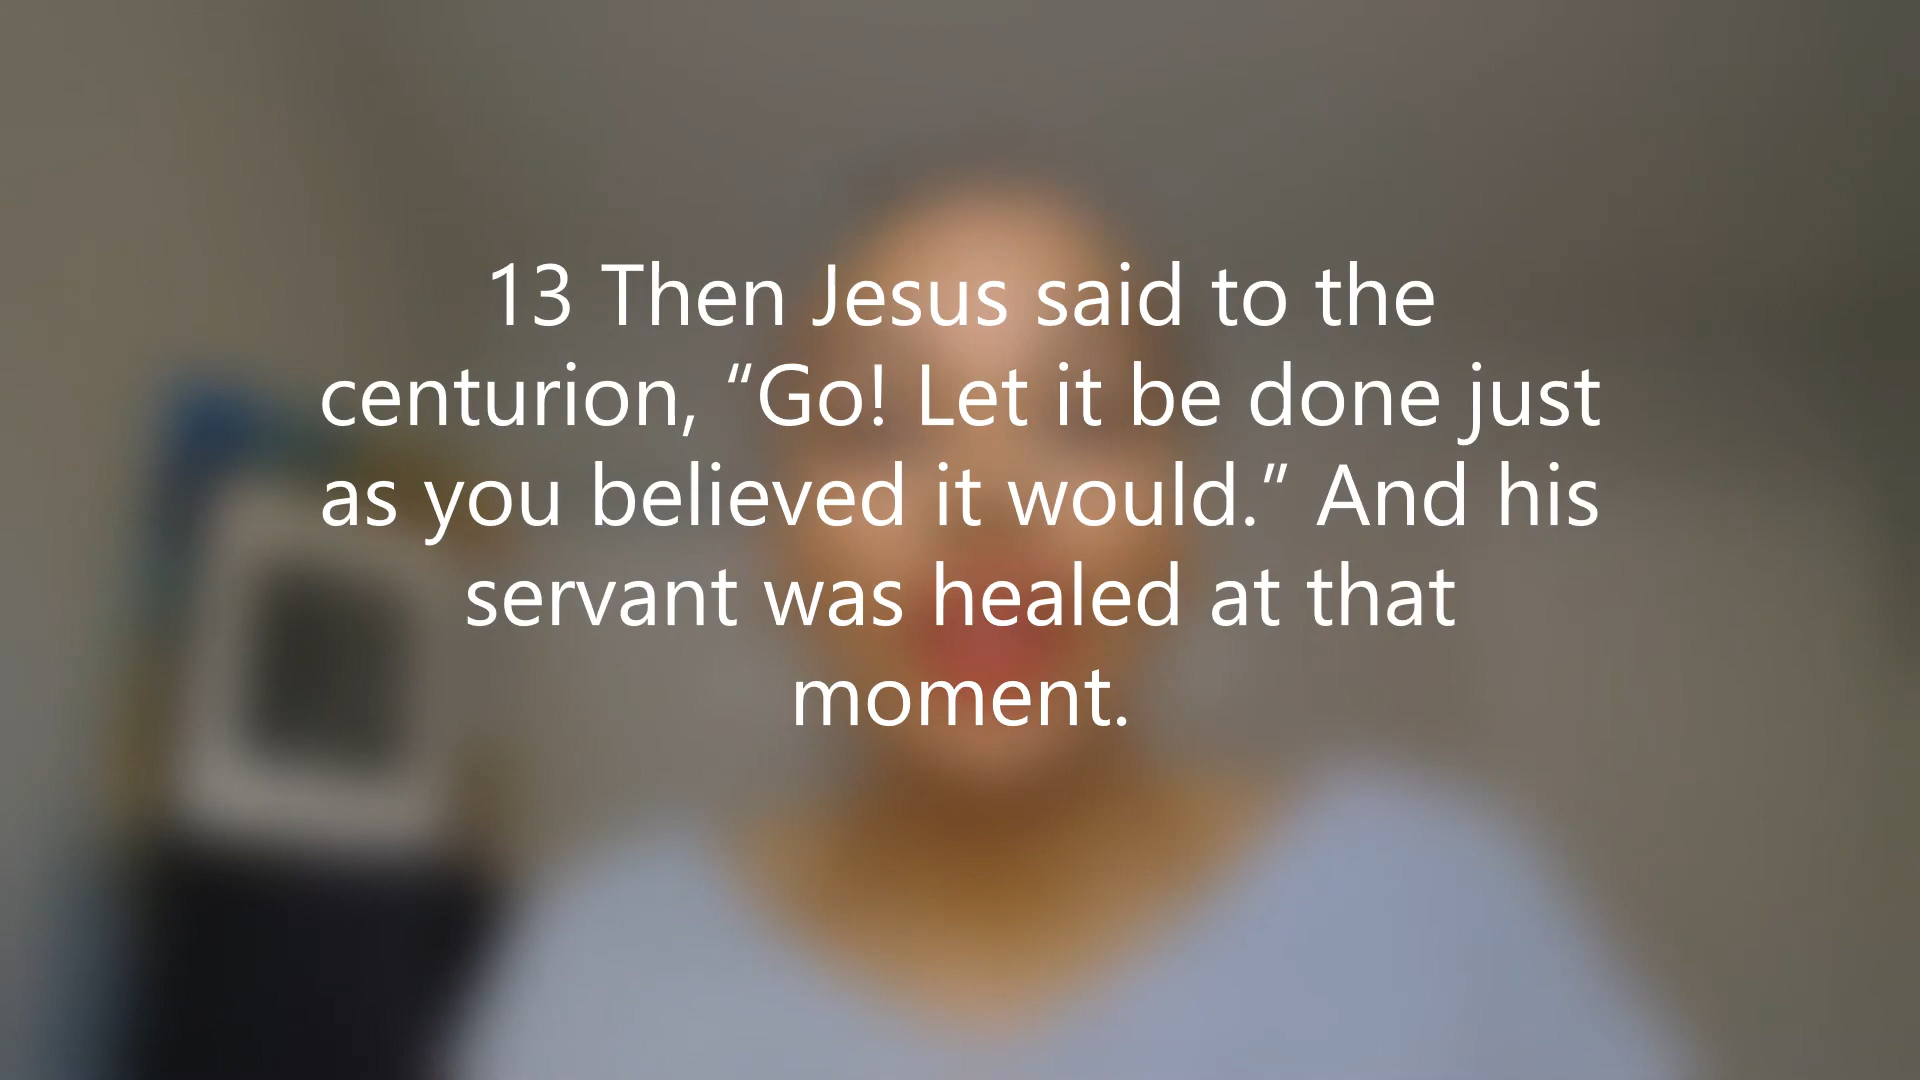 13 Then Jesus said to the
centurion, “Go! Let it be done just
as you believed it would.” And his
servant was healed at that
moment.